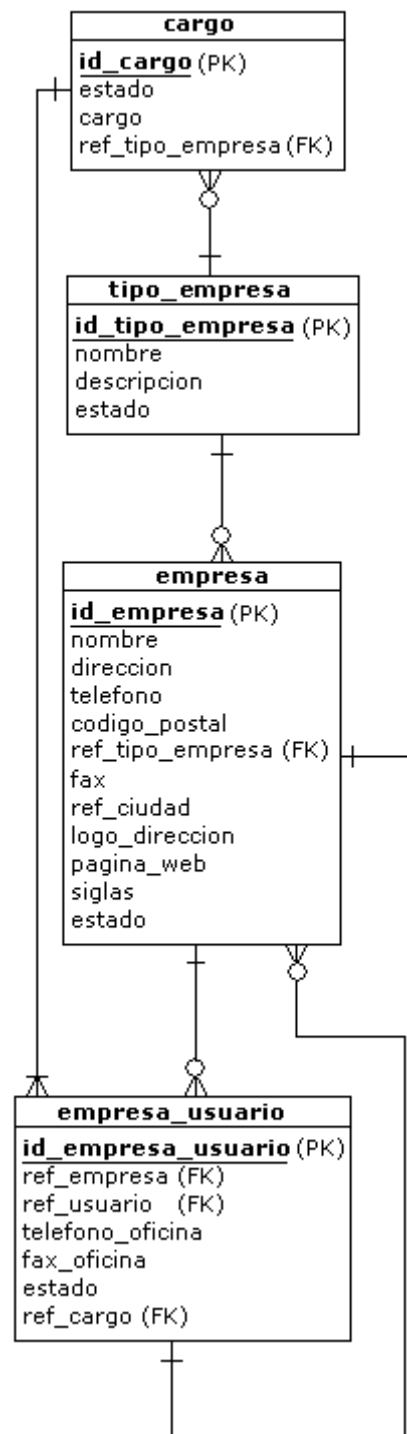 cargo
id_cargo (PK)
estado
cargo
ref_tipo_empresa (FK)
tipo_empresa
id_tipo_empresa (PK)
nombre
descripcion
estado
empresa
id_empresa (PK)
nombre
direccion
telefono
codigo_postal
ref_tipo_empresa (FK)
fax
ref_ciudad
logo_direccion
pagina_web
siglas
estado
empresa_usuario
id_empresa_usuario (PK)
ref_empresa (FK)
ref_usuario (FK)
telefono_oficina
fax_oficina
estado
ref_cargo (FK)